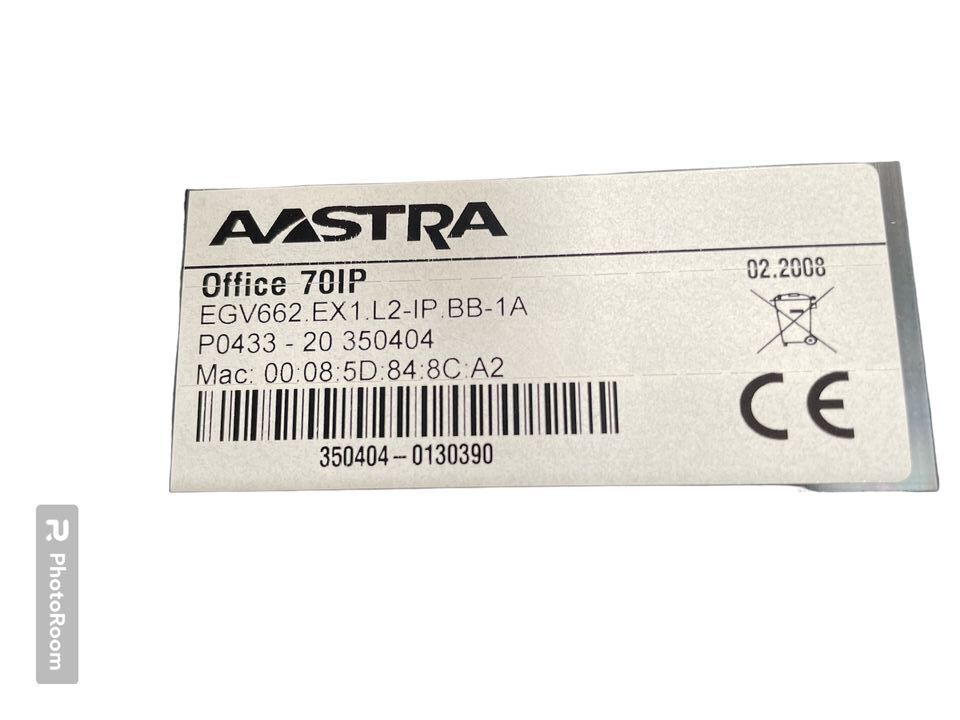 AASTRA
Office 70IP
02.2008
EGV662.EX1.L2-IP.BB-1A
P0433 - 20 350404
Mac: 00:08:5D:84:8C:A2
CE
350404-0130390
PhotoRoom